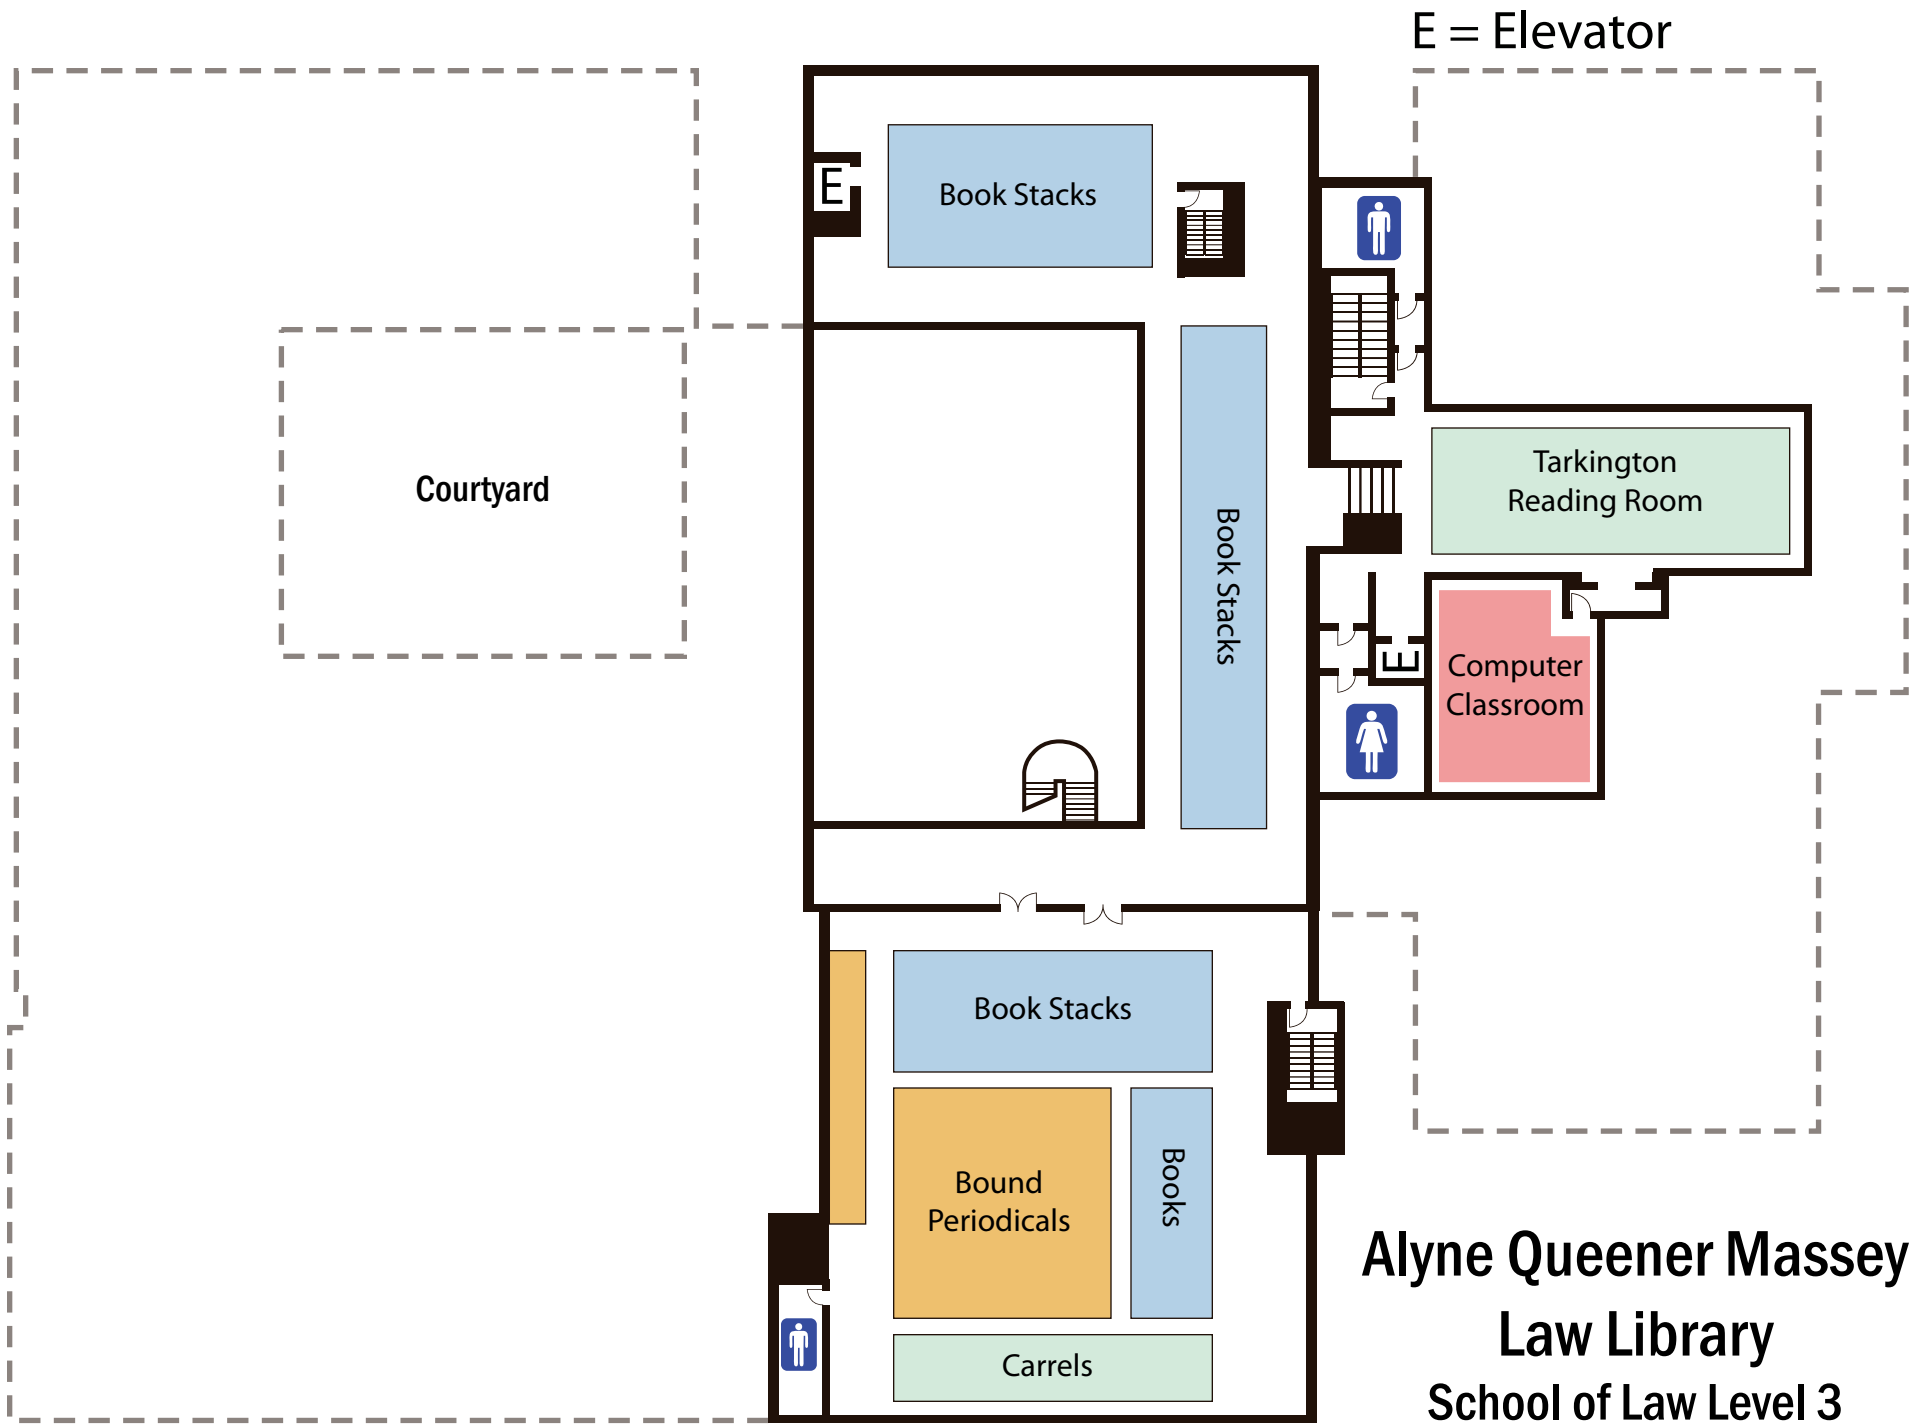 E = Elevator
E
Book Stacks
Courtyard
Tarkington
Reading Room
Book Stacks
E
Computer
Classroom
Book Stacks
Bound
Periodicals
Books
Carrels
Alyne Queener Massey
Law Library
School of Law Level 3